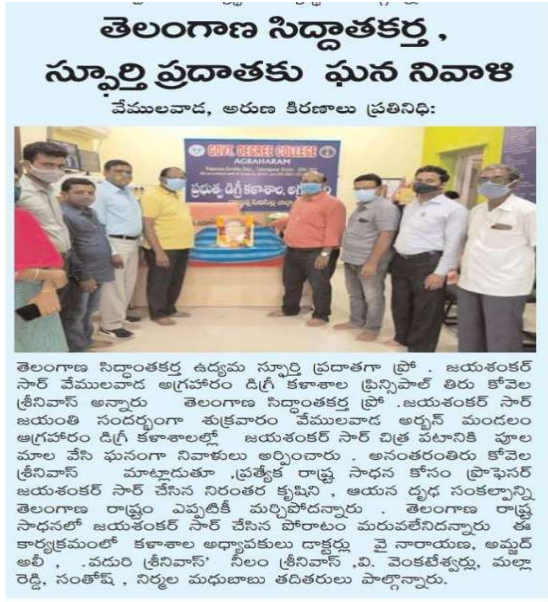 తెలంగాణ సిద్దాతకర్త ,
స్ఫూర్తి ప్రదాతకు ఘన నివాళి
వేములవాడ, అరుణ కిరణాలు ప్రతినిధి:
GOVT. DEGREE COLLEGE
AGRAHARAM
ప్రభుత్వ డిగ్రీ కళాశాల, అగ్రహారం
తెలంగాణ సిద్ధాంతకర్త ఉద్యమ స్ఫూర్తి ప్రదాతగా ప్రో . జయశంకర్
సార్ వేములవాడ అగ్రహారం డిగ్రీ కళాశాల ప్రిన్సిపాల్ తిరు కోవెల
శ్రీనివాస్ అన్నారు తెలంగాణ సిద్ధాంతకర్త ప్రో .జయశంకర్ సార్
జయంతి సందర్భంగా శుక్రవారం వేములవాడ అర్బన్ మండలం
ఆగ్రహారం డిగ్రీ కళాశాలల్లో జయశంకర్ సార్ చిత్ర పటానికి పూల
మాల వేసి ఘనంగా నివాళులు అర్పించారు . అనంతరంతిరు కోవెల
శ్రీనివాస్ మాట్లాడుతూ ,ప్రత్యేక రాష్ట్ర సాధన కోసం ప్రొఫెసర్
జయశంకర్ సార్ చేసిన నిరంతర కృషిని , ఆయన దృఢ సంకల్పాన్ని
తెలంగాణ రాష్ట్రం ఎప్పటికీ మర్చిపోదన్నారు . తెలంగాణ రాష్ట్ర
సాధనలో జయశంకర్ సార్ చేసిన పోరాటం మరువలేనిదన్నారు ఈ
కార్యక్రమంలో కళాశాల అధ్యాపకులు డాక్టర్లు వై నారాయణ, అమ్జద్
అలీ , .వడురి శ్రీనివాస్' నీలం శ్రీనివాస్ ,వి. వెంకటేశ్వర్లు, మల్లా
రెడ్డి, సంతోష్ , నిర్మల మధుబాబు తదితరులు పాల్గొన్నారు.